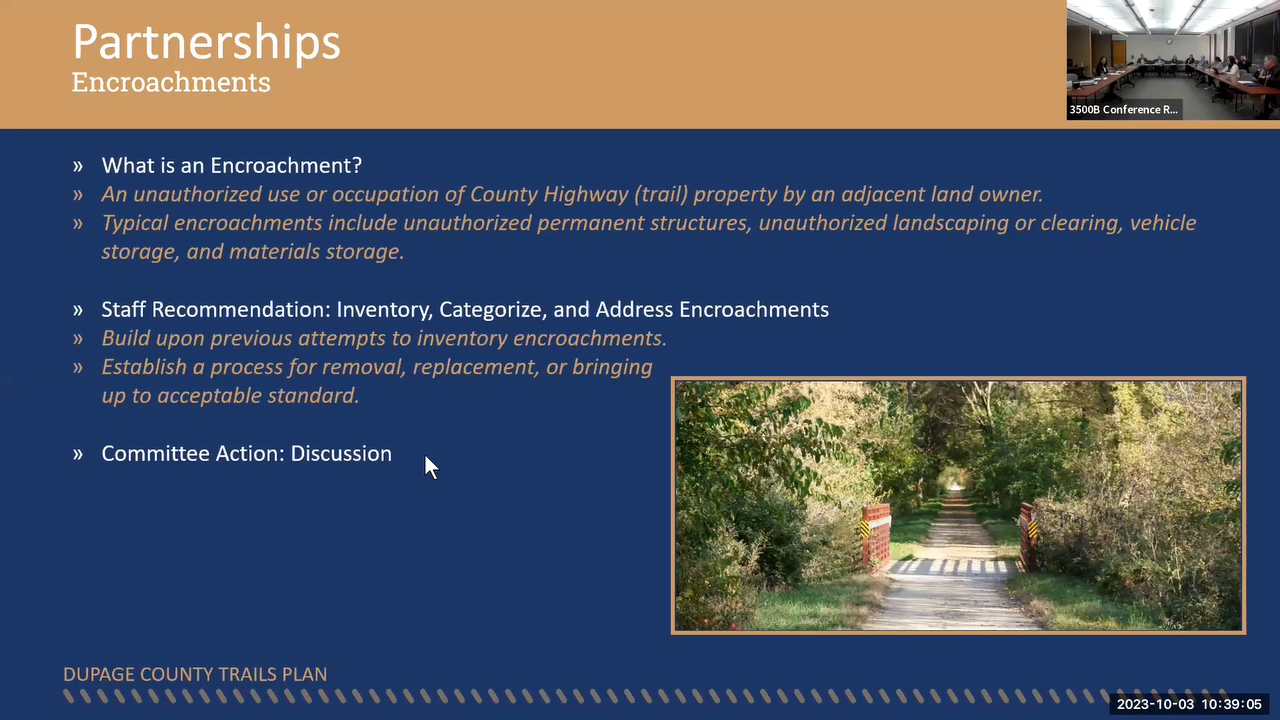 Partnerships
Encroachments
3500B Conference R...
» What is an Encroachment?
» An unauthorized use or occupation of County Highway (trail) property by an adjacent land owner.
» Typical encroachments include unauthorized permanent structures, unauthorized landscaping or clearing, vehicle
storage, and materials storage.
» Staff Recommendation: Inventory, Categorize, and Address Encroachments
» Build upon previous attempts to inventory encroachments.
» Establish a process for removal, replacement, or bringing
up to acceptable standard.
» Committee Action: Discussion
DUPAGE COUNTY TRAILS PLAN
2023-10-03 10:39:05